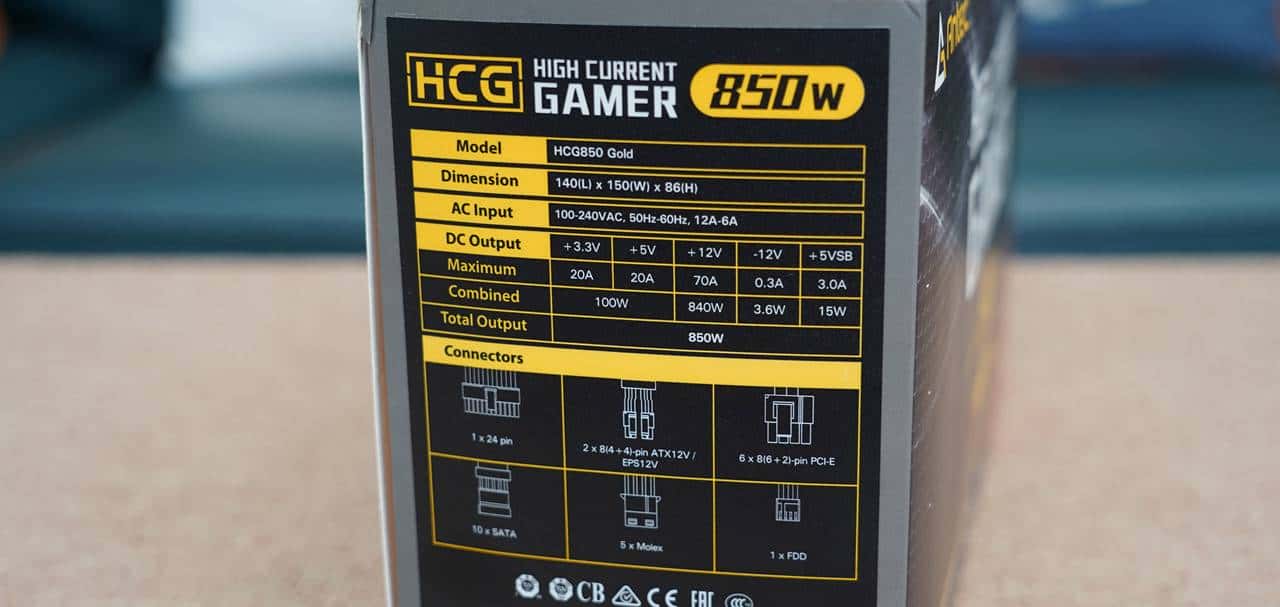 HCG HIGH CURRENT GAMER 850W
Antec
Model HCG850 Gold
Dimension 140(L) x 150(W) x 86(H)
AC Input 100-240VAC, 50Hz-60Hz, 12A-6A
DC Output +3.3V +5V +12V -12V +5VSB
Maximum 20A 20A 70A 0.3A 3.0A
Combined 100W 840W 3.6W 15W
Total Output 850W
Connectors
1 x 24 pin
2 x 8(4+4)-pin ATX12V /
EPS12V
6 x 8(6+2)-pin PCI-E
10 x SATA
5 x Molex
1 x FDD
CB CE EAC CCC